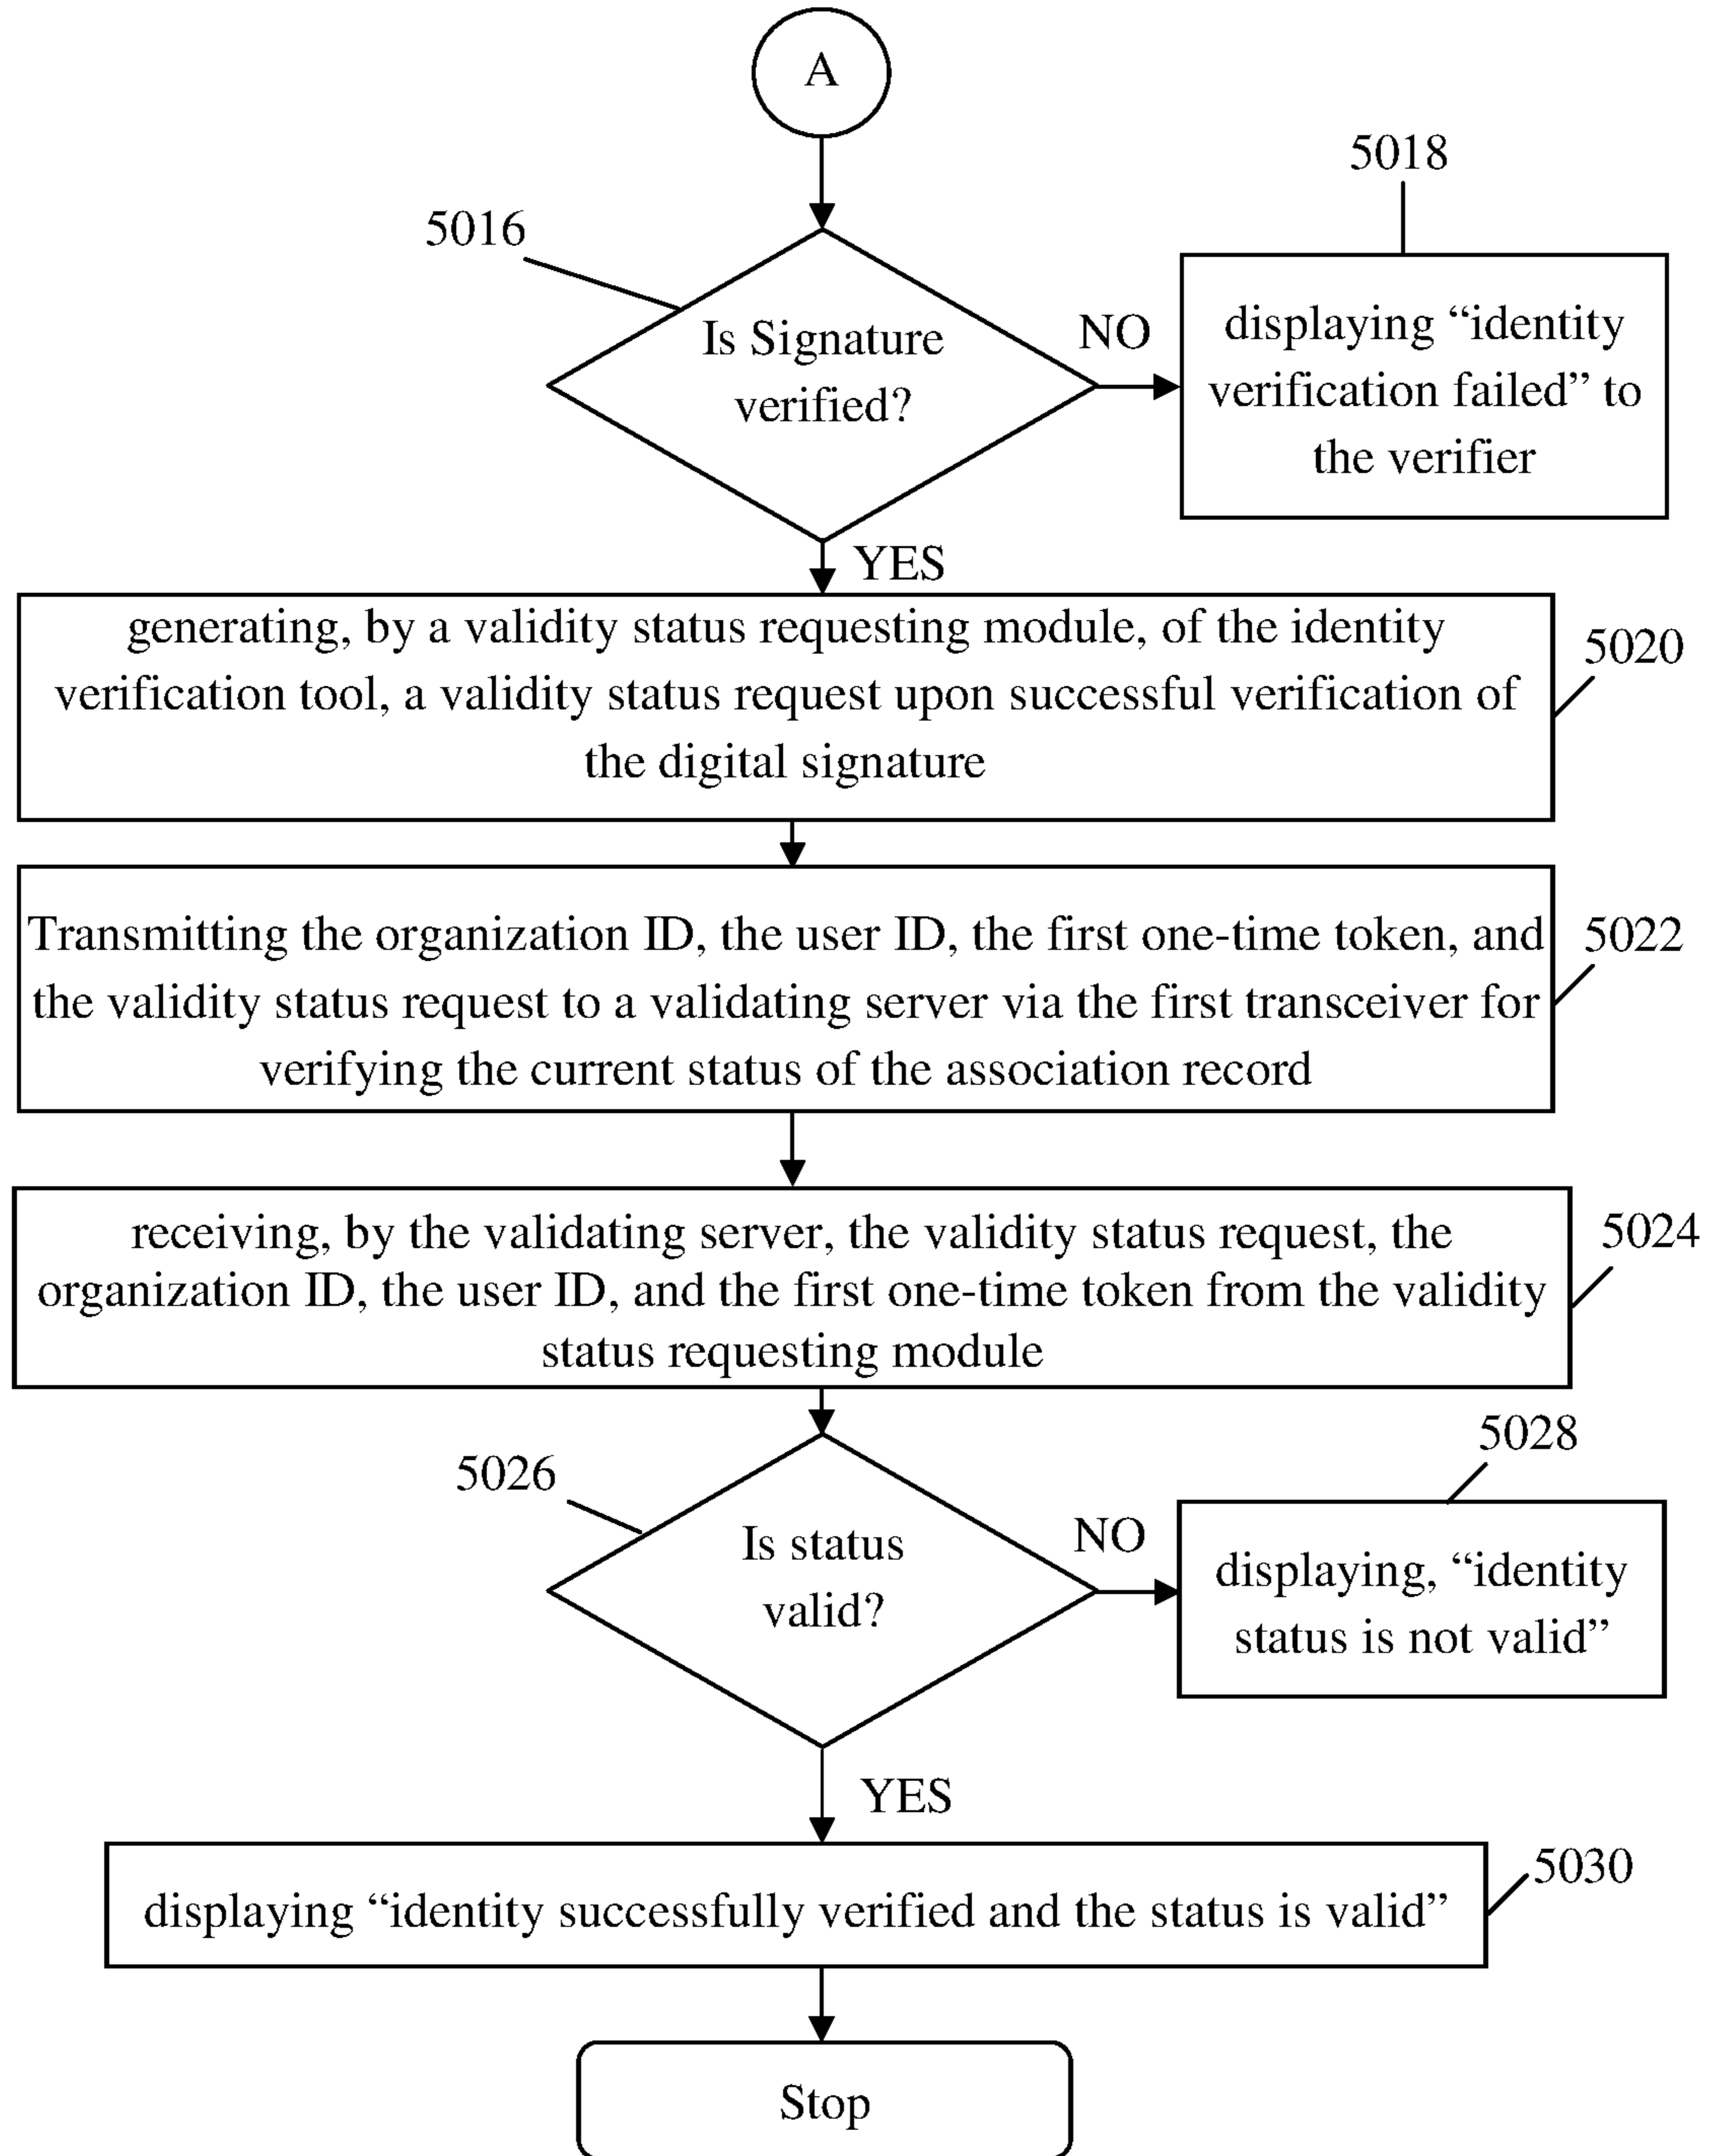 A
5018
5016
Is Signature
verified?
NO
displaying “identity
verification failed” to
the verifier
YES
generating, by a validity status requesting module, of the identity
verification tool, a validity status request upon successful verification of
the digital signature
5020
Transmitting the organization ID, the user ID, the first one-time token, and
the validity status request to a validating server via the first transceiver for
verifying the current status of the association record
5022
receiving, by the validating server, the validity status request, the
organization ID, the user ID, and the first one-time token from the validity
status requesting module
5024
5028
5026
Is status
valid?
NO
displaying, “identity
status is not valid”
YES
displaying “identity successfully verified and the status is valid”
5030
Stop